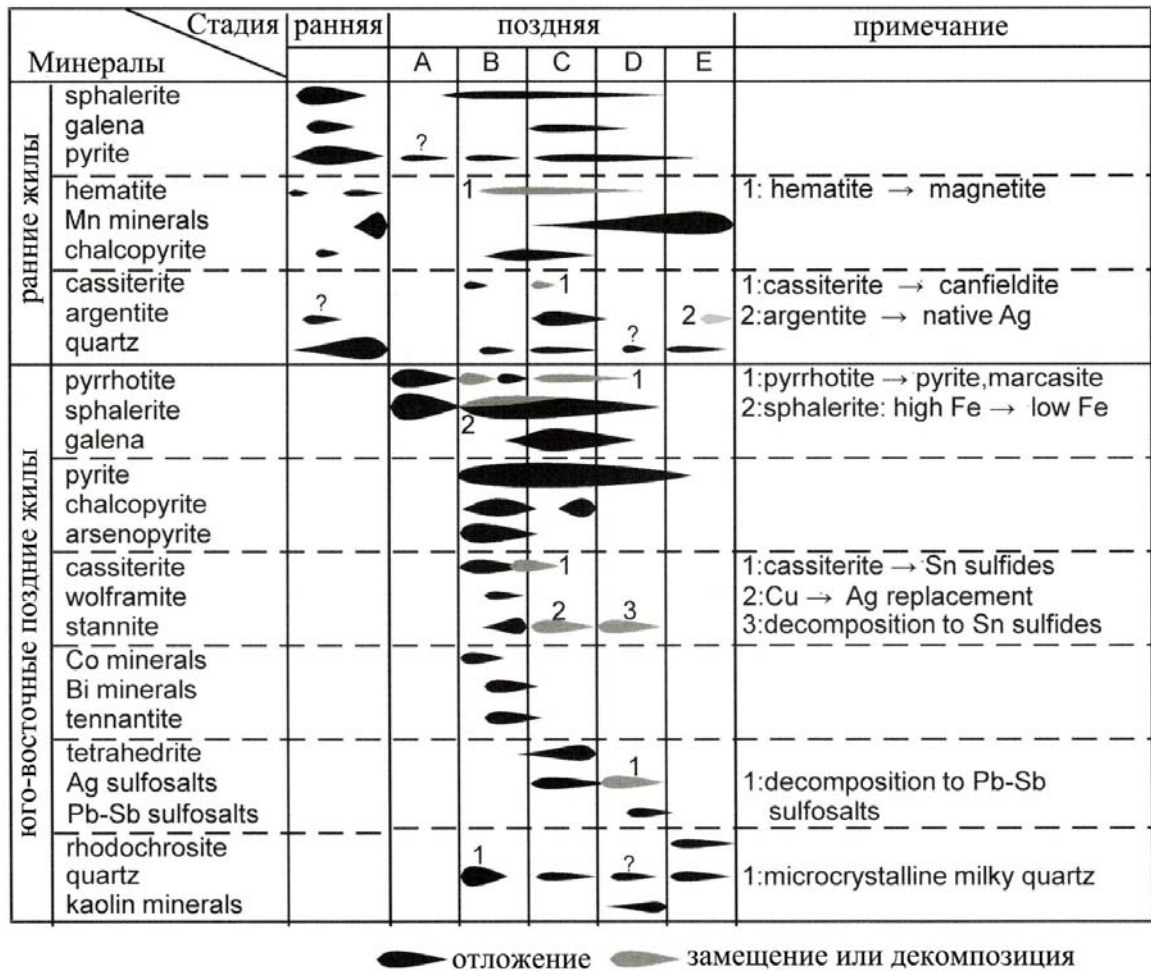 Стадия ранняя поздняя примечание
Минералы A B C D E
ранние жилы
sphalerite
galena
pyrite ?
hematite 1 1: hematite → magnetite
Mn minerals
chalcopyrite
cassiterite 1 1:cassiterite → canfieldite
argentite ? 2 2:argentite → native Ag
quartz ?
юго-восточные поздние жилы
pyrrhotite 1 1:pyrrhotite → pyrite,marcasite
sphalerite 2 2:sphalerite: high Fe → low Fe
galena
pyrite
chalcopyrite
arsenopyrite
cassiterite 1 1:cassiterite → Sn sulfides
wolframite 2:Cu → Ag replacement
stannite 2 3 3:decomposition to Sn sulfides
Co minerals
Bi minerals
tennantite
tetrahedrite
Ag sulfosalts 1 1:decomposition to Pb-Sb
Pb-Sb sulfosalts sulfosalts
rhodochrosite
quartz 1 ? 1:microcrystalline milky quartz
kaolin minerals
отложение замещение или декомпозиция